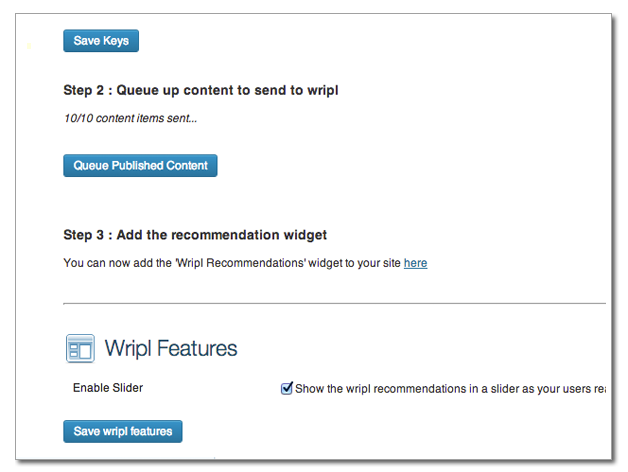 Save Keys
Step 2 : Queue up content to send to wripl
10/10 content items sent...
Queue Published Content
Step 3 : Add the recommendation widget
You can now add the 'Wripl Recommendations' widget to your site here
Wripl Features
Enable Slider
Show the wripl recommendations in a slider as your users
Save wripl features